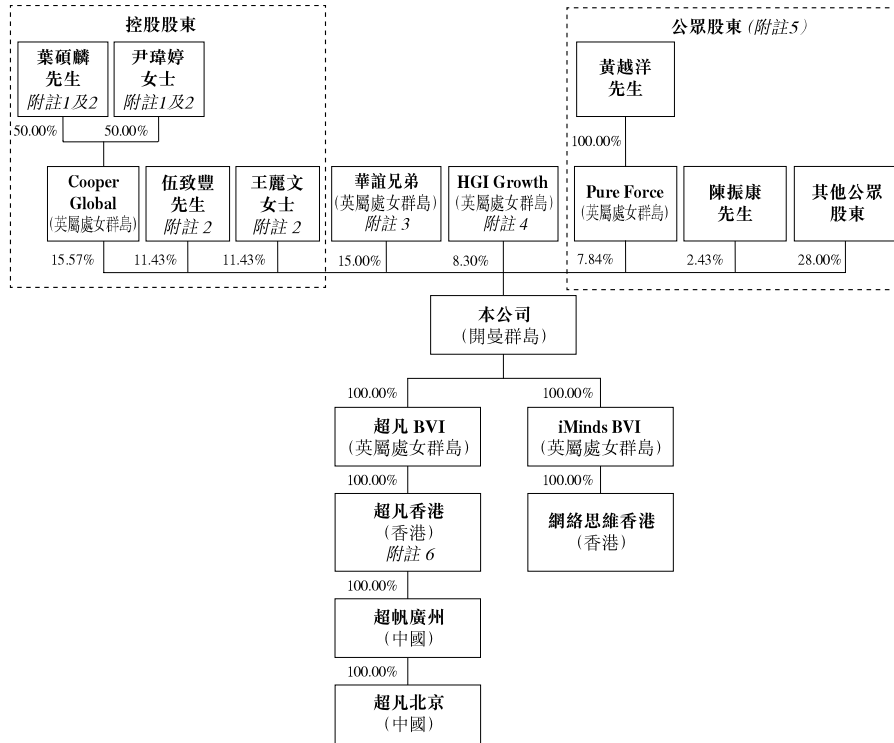 控股股東
公眾股東 (附註5)
葉碩麟
先生
附註1及2
尹瑋婷
女士
附註1及2
黃越洋
先生
50.00%
50.00%
100.00%
Cooper
Global
(英屬處女群島)
伍致豐
先生
附註 2
王麗文
女士
附註 2
華誼兄弟
(英屬處女群島)
附註 3
HGI Growth
(英屬處女群島)
附註 4
Pure Force
(英屬處女群島)
陳振康
先生
其他公眾
股東
15.57%
11.43%
11.43%
15.00%
8.30%
7.84%
2.43%
28.00%
本公司
(開曼群島)
100.00%
100.00%
超凡 BVI
(英屬處女群島)
iMinds BVI
(英屬處女群島)
100.00%
100.00%
超凡香港
(香港)
附註 6
網絡思維香港
(香港)
100.00%
超帆廣州
(中國)
100.00%
超凡北京
(中國)